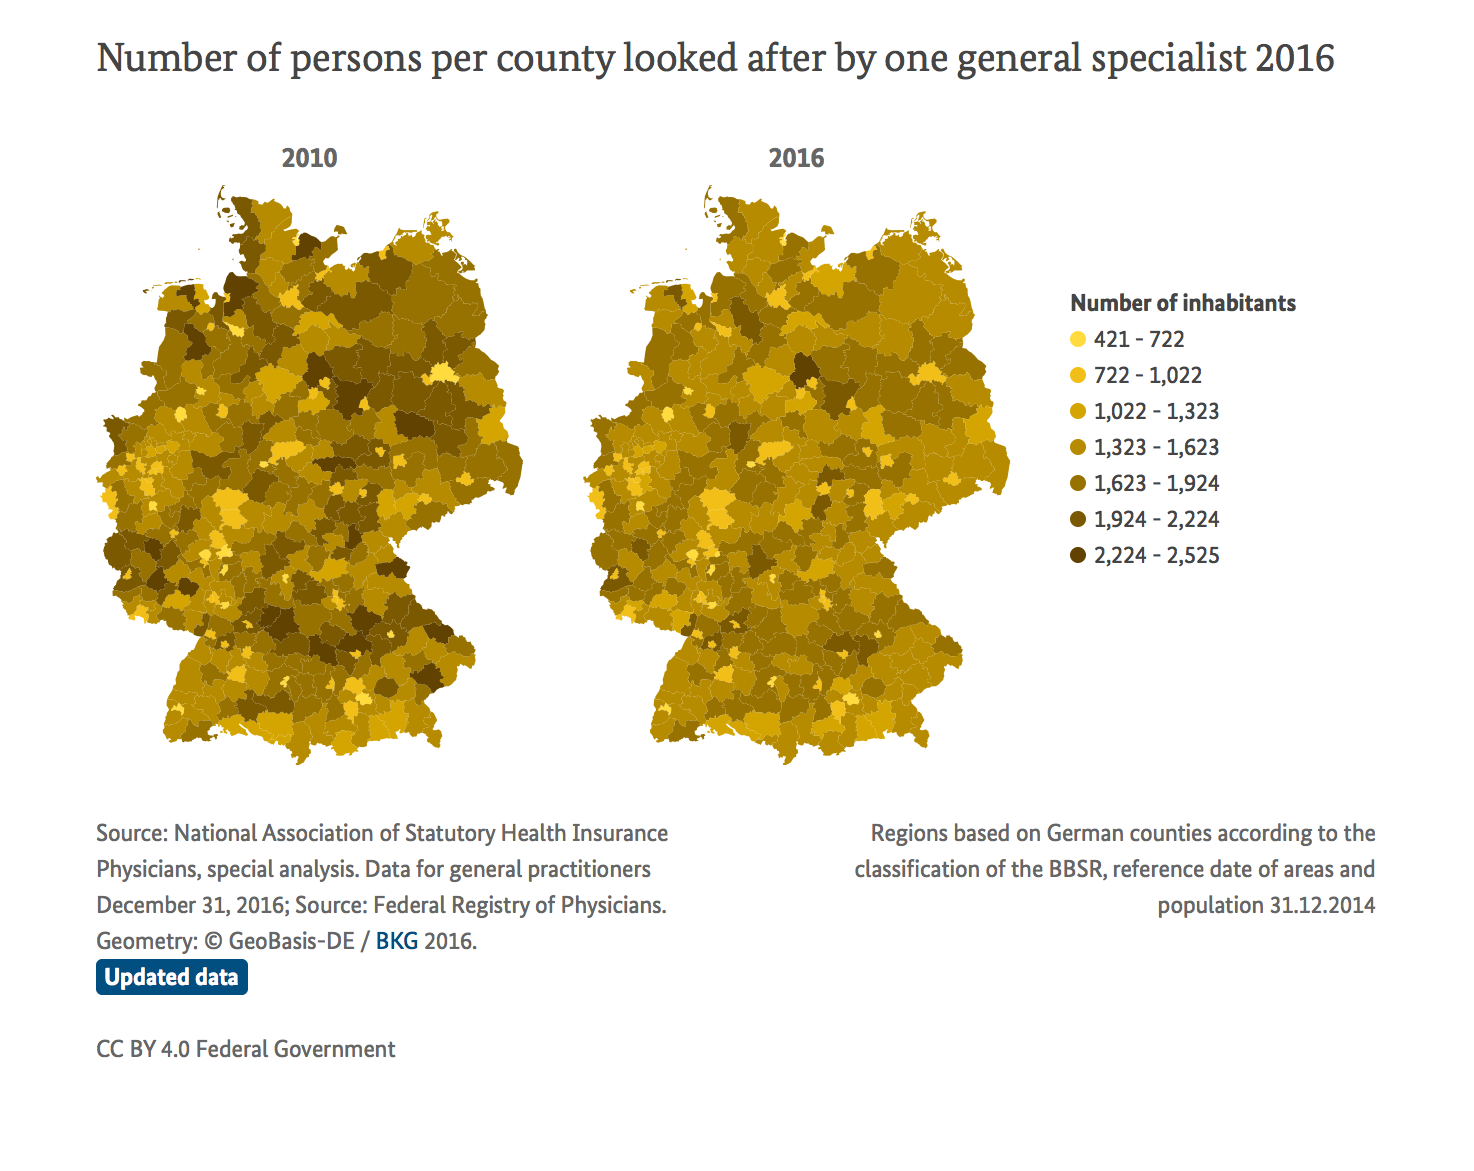 Number of persons per county looked after by one general specialist 2016
2010
2016
Number of inhabitants
421 - 722
722 - 1,022
1,022 - 1,323
1,323 - 1,623
1,623 - 1,924
1,924 - 2,224
2,224 - 2,525
Source: National Association of Statutory Health Insurance
Physicians, special analysis. Data for general practitioners
December 31, 2016; Source: Federal Registry of Physicians.
Geometry: © GeoBasis-DE / BKG 2016.
Updated data
CC BY 4.0 Federal Government
Regions based on German counties according to the
classification of the BBSR, reference date of areas and
population 31.12.2014